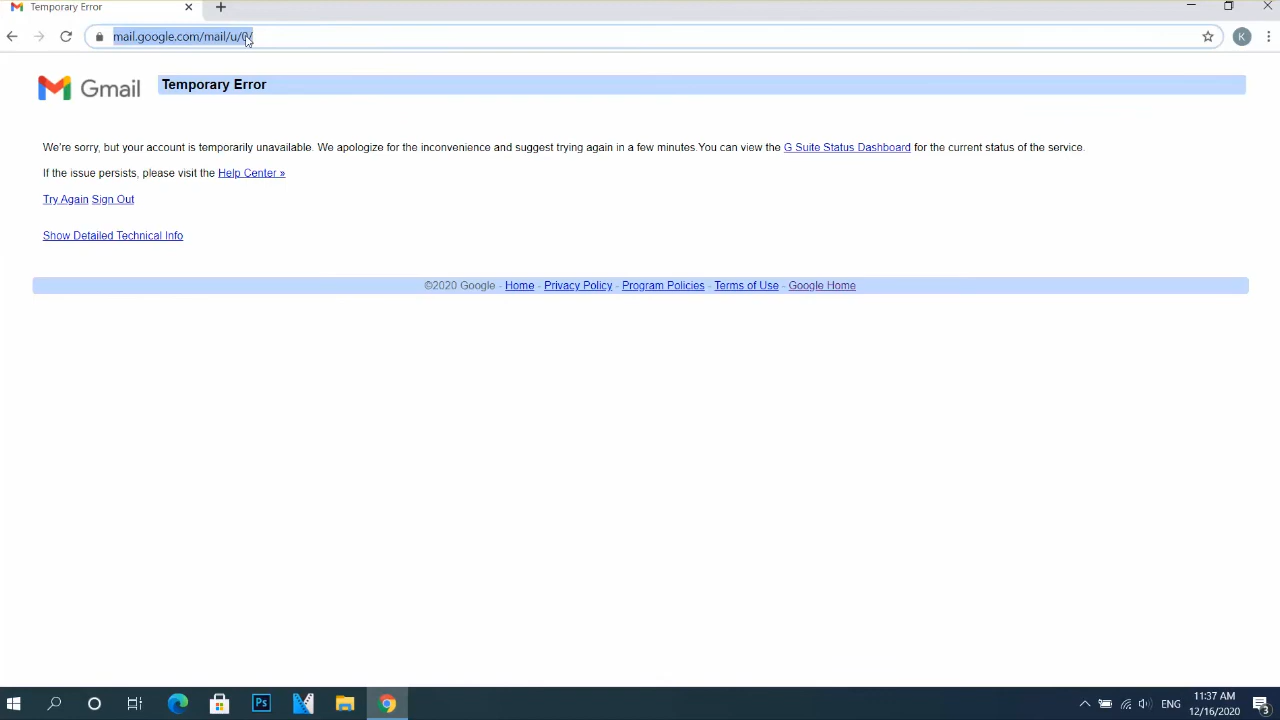 Temporary Error
mail.google.com/mail/u/0/
K
Gmail
Temporary Error
We're sorry, but your account is temporarily unavailable. We apologize for the inconvenience and suggest trying again in a few minutes.You can view the G Suite Status Dashboard for the current status of the service.
If the issue persists, please visit the Help Center »
Try Again Sign Out
Show Detailed Technical Info
©2020 Google - Home - Privacy Policy - Program Policies - Terms of Use - Google Home
Ps
ENG
11:37 AM
12/16/2020
3